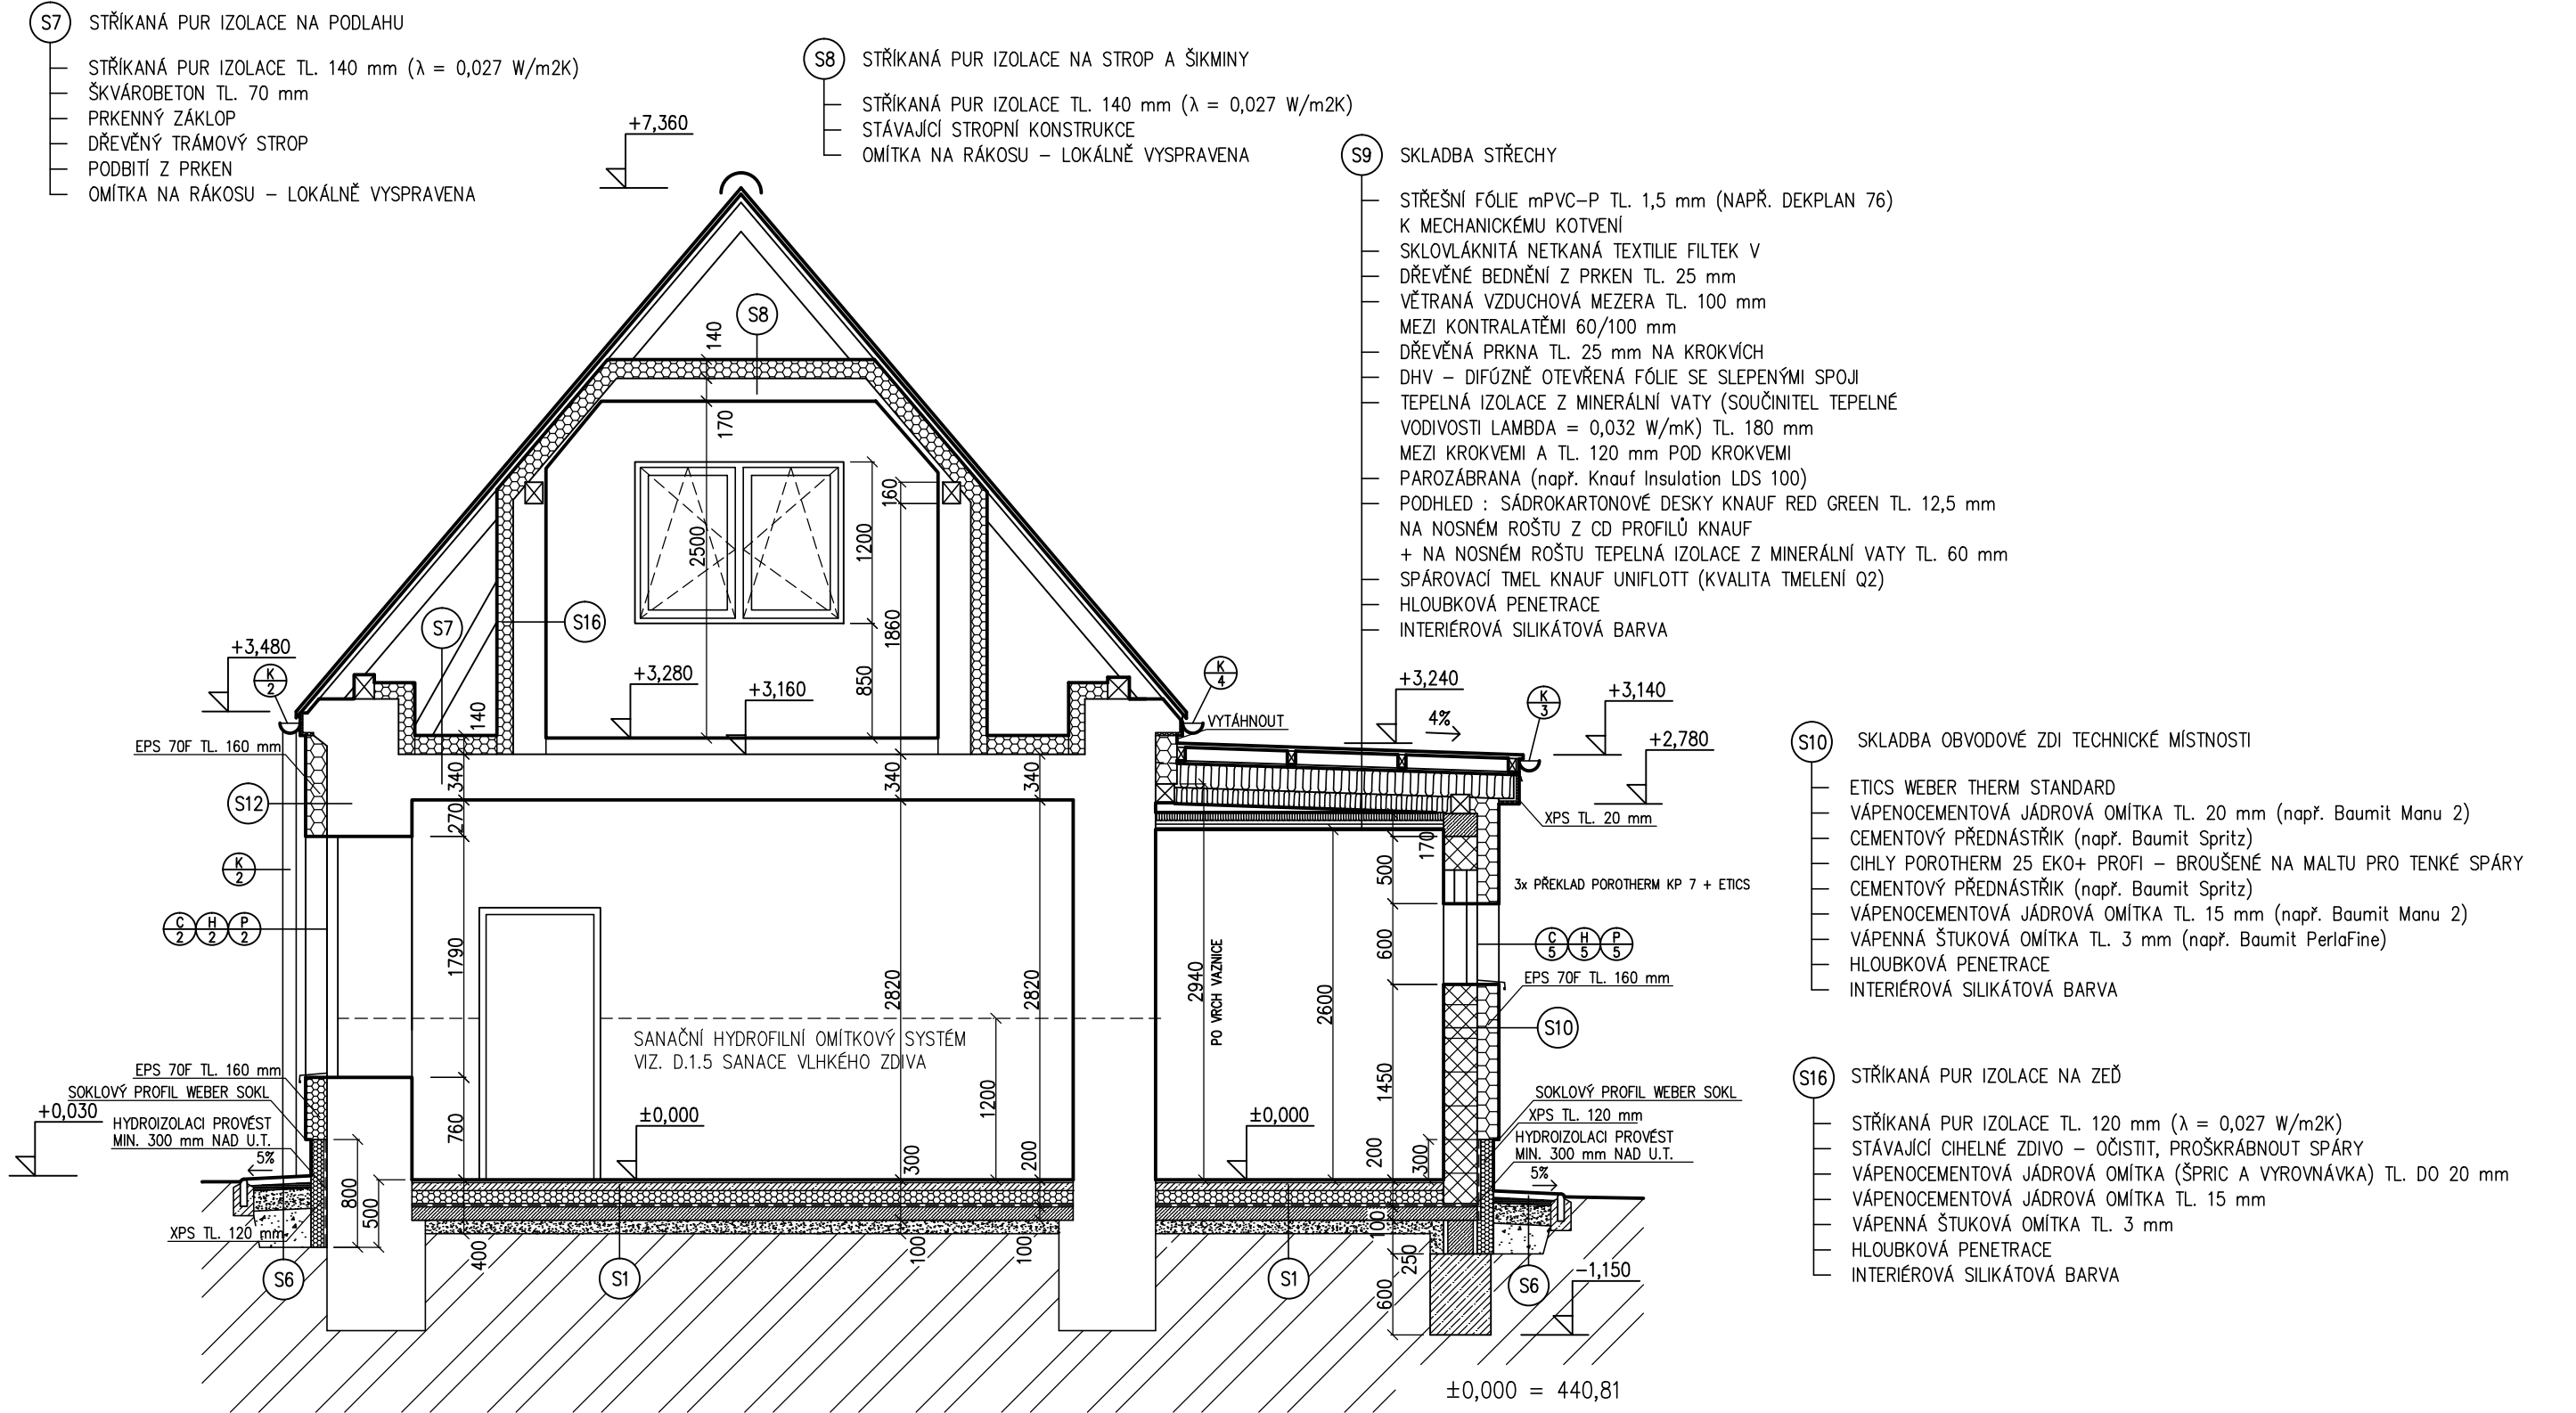 S7 STŘÍKANÁ PUR IZOLACE NA PODLAHU
STŘÍKANÁ PUR IZOLACE TL. 140 mm (λ = 0,027 W/m2K)
ŠKVÁROBETON TL. 70 mm
PRKENNÝ ZÁKLOP
DŘEVĚNÝ TRÁMOVÝ STROP
PODBITÍ Z PRKEN
OMÍTKA NA RÁKOSU – LOKÁLNĚ VYSPRAVENA
S8 STŘÍKANÁ PUR IZOLACE NA STROP A ŠIKMINY
STŘÍKANÁ PUR IZOLACE TL. 140 mm (λ = 0,027 W/m2K)
STÁVAJÍCÍ STROPNÍ KONSTRUKCE
OMÍTKA NA RÁKOSU – LOKÁLNĚ VYSPRAVENA
S9 SKLADBA STŘECHY
STŘEŠNÍ FÓLIE mPVC–P TL. 1,5 mm (NAPŘ. DEKPLAN 76)
K MECHANICKÉMU KOTVENÍ
SKLOVLÁKNITÁ NETKANÁ TEXTILIE FILTEK V
DŘEVĚNÉ BEDNĚNÍ Z PRKEN TL. 25 mm
VĚTRANÁ VZDUCHOVÁ MEZERA TL. 100 mm
MEZI KONTRALATĚMI 60/100 mm
DŘEVĚNÁ PRKNA TL. 25 mm NA KROKVÍCH
DHV – DIFÚZNĚ OTEVŘENÁ FÓLIE SE SLEPENÝMI SPOJI
TEPELNÁ IZOLACE Z MINERÁLNÍ VATY (SOUČINITEL TEPELNÉ
VODIVOSTI LAMBDA = 0,032 W/mK) TL. 180 mm
MEZI KROKVEMI A TL. 120 mm POD KROKVEMI
PAROZÁBRANA (např. Knauf Insulation LDS 100)
PODHLED : SÁDROKARTONOVÉ DESKY KNAUF RED GREEN TL. 12,5 mm
NA NOSNÉM ROŠTU Z CD PROFILŮ KNAUF
+ NA NOSNÉM ROŠTU TEPELNÁ IZOLACE Z MINERÁLNÍ VATY TL. 60 mm
SPÁROVACÍ TMEL KNAUF UNIFLOTT (KVALITA TMELENÍ Q2)
HLOUBKOVÁ PENETRACE
INTERIÉROVÁ SILIKÁTOVÁ BARVA
S10 SKLADBA OBVODOVÉ ZDI TECHNICKÉ MÍSTNOSTI
ETICS WEBER THERM STANDARD
VÁPENOCEMENTOVÁ JÁDROVÁ OMÍTKA TL. 20 mm (např. Baumit Manu 2)
CEMENTOVÝ PŘEDNÁSTŘIK (např. Baumit Spritz)
CIHLY POROTHERM 25 EKO+ PROFI – BROUŠENÉ NA MALTU PRO TENKÉ SPÁRY
CEMENTOVÝ PŘEDNÁSTŘIK (např. Baumit Spritz)
VÁPENOCEMENTOVÁ JÁDROVÁ OMÍTKA TL. 15 mm (např. Baumit Manu 2)
VÁPENNÁ ŠTUKOVÁ OMÍTKA TL. 3 mm (např. Baumit PerlaFine)
HLOUBKOVÁ PENETRACE
INTERIÉROVÁ SILIKÁTOVÁ BARVA
S16 STŘÍKANÁ PUR IZOLACE NA ZEĎ
STŘÍKANÁ PUR IZOLACE TL. 120 mm (λ = 0,027 W/m2K)
STÁVAJÍCÍ CIHELNÉ ZDIVO – OČISTIT, PROŠKRÁBNOUT SPÁRY
VÁPENOCEMENTOVÁ JÁDROVÁ OMÍTKA (ŠPRIC A VYROVNÁVKA) TL. DO 20 mm
VÁPENOCEMENTOVÁ JÁDROVÁ OMÍTKA TL. 15 mm
VÁPENNÁ ŠTUKOVÁ OMÍTKA TL. 3 mm
HLOUBKOVÁ PENETRACE
INTERIÉROVÁ SILIKÁTOVÁ BARVA
+7,360
S8
140
170
160
2500
1200
1860
850
S7
S16
+3,480
K 2
+3,280
+3,160
140
K 4
VYTÁHNOUT
+3,240
4%
K 3
+3,140
+2,780
EPS 70F TL. 160 mm
S12
340
340
340
270
XPS TL. 20 mm
170
500
3x PŘEKLAD POROTHERM KP 7 + ETICS
K 2
C 2 H 2 P 2
1790
2820
2820
2940
PO VRCH VAZNICE
2600
600
C 5 H 5 P 5
EPS 70F TL. 160 mm
S10
SANAČNÍ HYDROFILNÍ OMÍTKOVÝ SYSTÉM
VIZ. D.1.5 SANACE VLHKÉHO ZDIVA
EPS 70F TL. 160 mm
SOKLOVÝ PROFIL WEBER SOKL
+0,030
HYDROIZOLACI PROVÉST
MIN. 300 mm NAD U.T.
5%
760
±0,000
1200
±0,000
1450
SOKLOVÝ PROFIL WEBER SOKL
XPS TL. 120 mm
HYDROIZOLACI PROVÉST
MIN. 300 mm NAD U.T.
5%
300
200
200
300
800
500
XPS TL. 120 mm
400
100
100
100
250
600
S6
S1
S1
S6
–1,150
±0,000 = 440,81